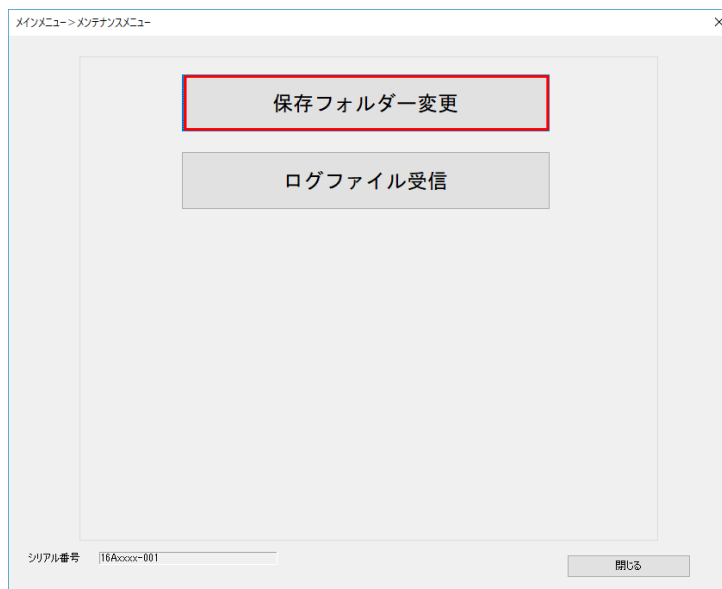 メインメニュー＞メンテナンスメニュー
保存フォルダー変更
ログファイル受信
シリアル番号 16Axxxx-001
閉じる